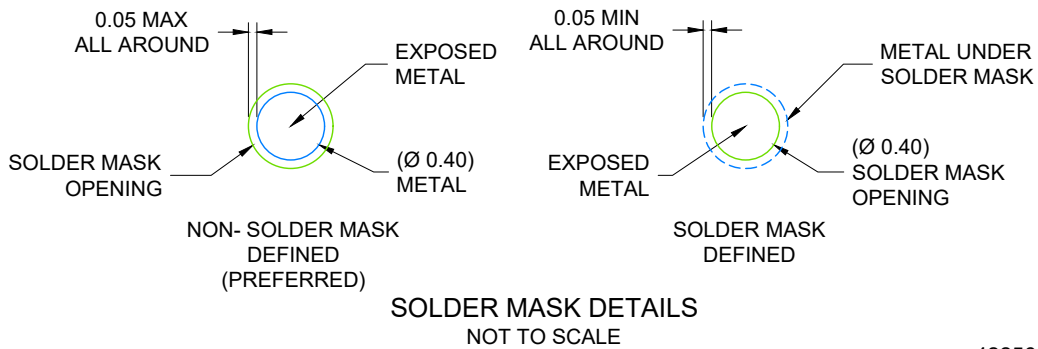 0.05 MAX
ALL AROUND
EXPOSED
METAL
SOLDER MASK
OPENING
(Ø 0.40)
METAL
NON- SOLDER MASK
DEFINED
(PREFERRED)
0.05 MIN
ALL AROUND
METAL UNDER
SOLDER MASK
EXPOSED
METAL
(Ø 0.40)
SOLDER MASK
OPENING
SOLDER MASK
DEFINED
SOLDER MASK DETAILS
NOT TO SCALE